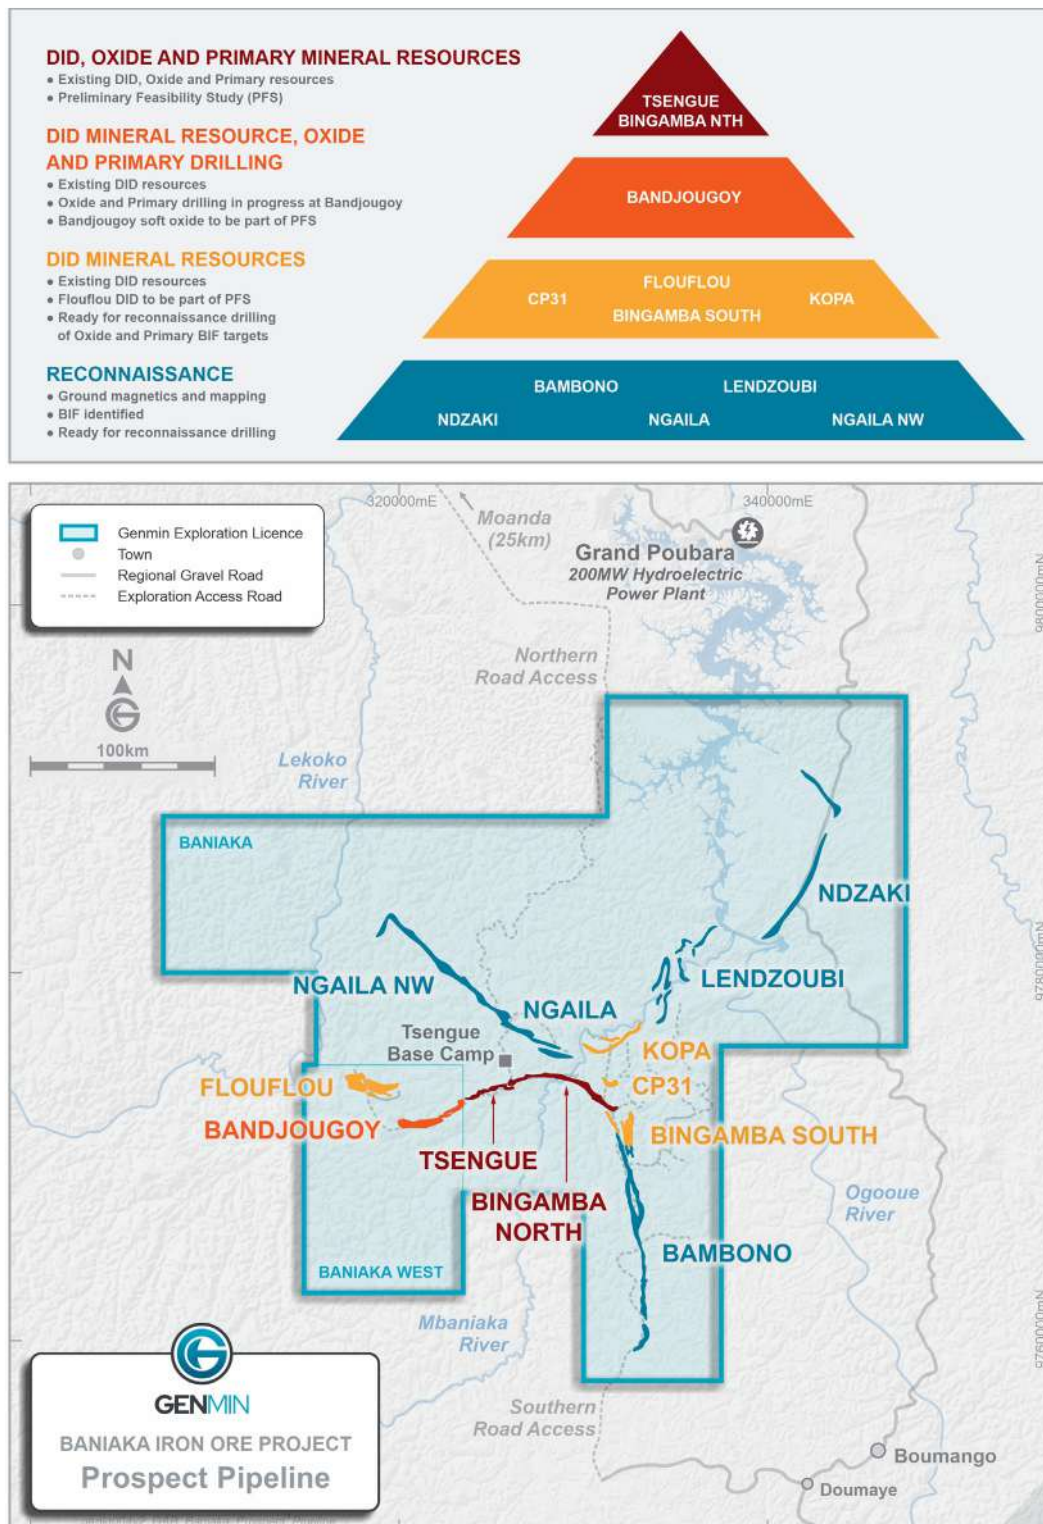 DID, OXIDE AND PRIMARY MINERAL RESOURCES
● Existing DID, Oxide and Primary resources
● Preliminary Feasibility Study (PFS)
DID MINERAL RESOURCE, OXIDE
AND PRIMARY DRILLING
● Existing DID resources
● Oxide and Primary drilling in progress at Bandjougoy
● Bandjougoy soft oxide to be part of PFS
DID MINERAL RESOURCES
● Existing DID resources
● Flouflou DID to be part of PFS
● Ready for reconnaissance drilling
of Oxide and Primary BIF targets
RECONNAISSANCE
● Ground magnetics and mapping
● BIF identified
● Ready for reconnaissance drilling
TSENGUE
BINGAMBA NTH
BANDJOUGOY
FLOUFLOU
CP31
KOPA
BINGAMBA SOUTH
BAMBONO
LENDZOUBI
NDZAKI
NGAILA
NGAILA NW
320000mE
340000mE
Genmin Exploration Licence
Town
Regional Gravel Road
Exploration Access Road
Moanda
(25km)
Grand Poubara
200MW Hydroelectric
Power Plant
9800000mN
N
100km
Northern
Road Access
Lekoko
River
BANIAKA
NDZAKI
9780000mN
NGAILA NW
LENDZOUBI
NGAILA
Tsengue
Base Camp
KOPA
FLOUFLOU
CP31
BANDJOUGOY
BINGAMBA SOUTH
TSENGUE
BINGAMBA
NORTH
Ogooue
River
BAMBONO
BANIAKA WEST
Mbaniaka
River
9760000mN
GENMIN
BANIAKA IRON ORE PROJECT
Prospect Pipeline
Southern
Road Access
Boumango
Doumaye